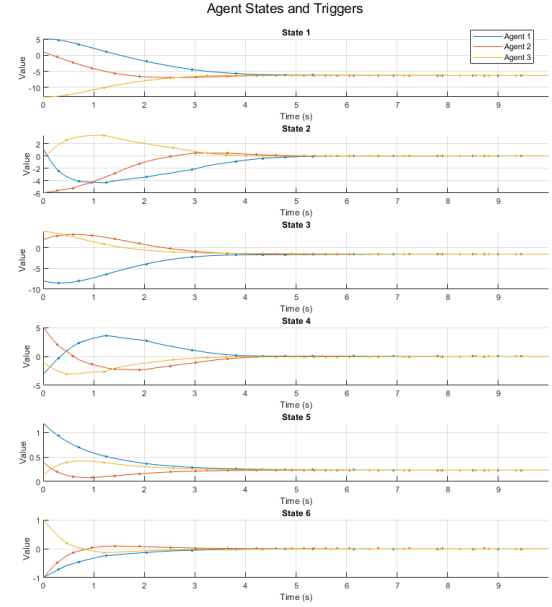 Agent States and Triggers
State 1
Agent 1
Agent 2
Agent 3
5
0
-5
-10
Value
0 1 2 3 4 5 6 7 8 9
Time (s)
State 2
2
0
-2
-4
-6
Value
0 1 2 3 4 5 6 7 8 9
Time (s)
State 3
0
-5
-10
Value
0 1 2 3 4 5 6 7 8 9
Time (s)
State 4
5
0
-5
Value
0 1 2 3 4 5 6 7 8 9
Time (s)
State 5
1
0.5
0
Value
0 1 2 3 4 5 6 7 8 9
Time (s)
State 6
1
0
-1
Value
0 1 2 3 4 5 6 7 8 9
Time (s)